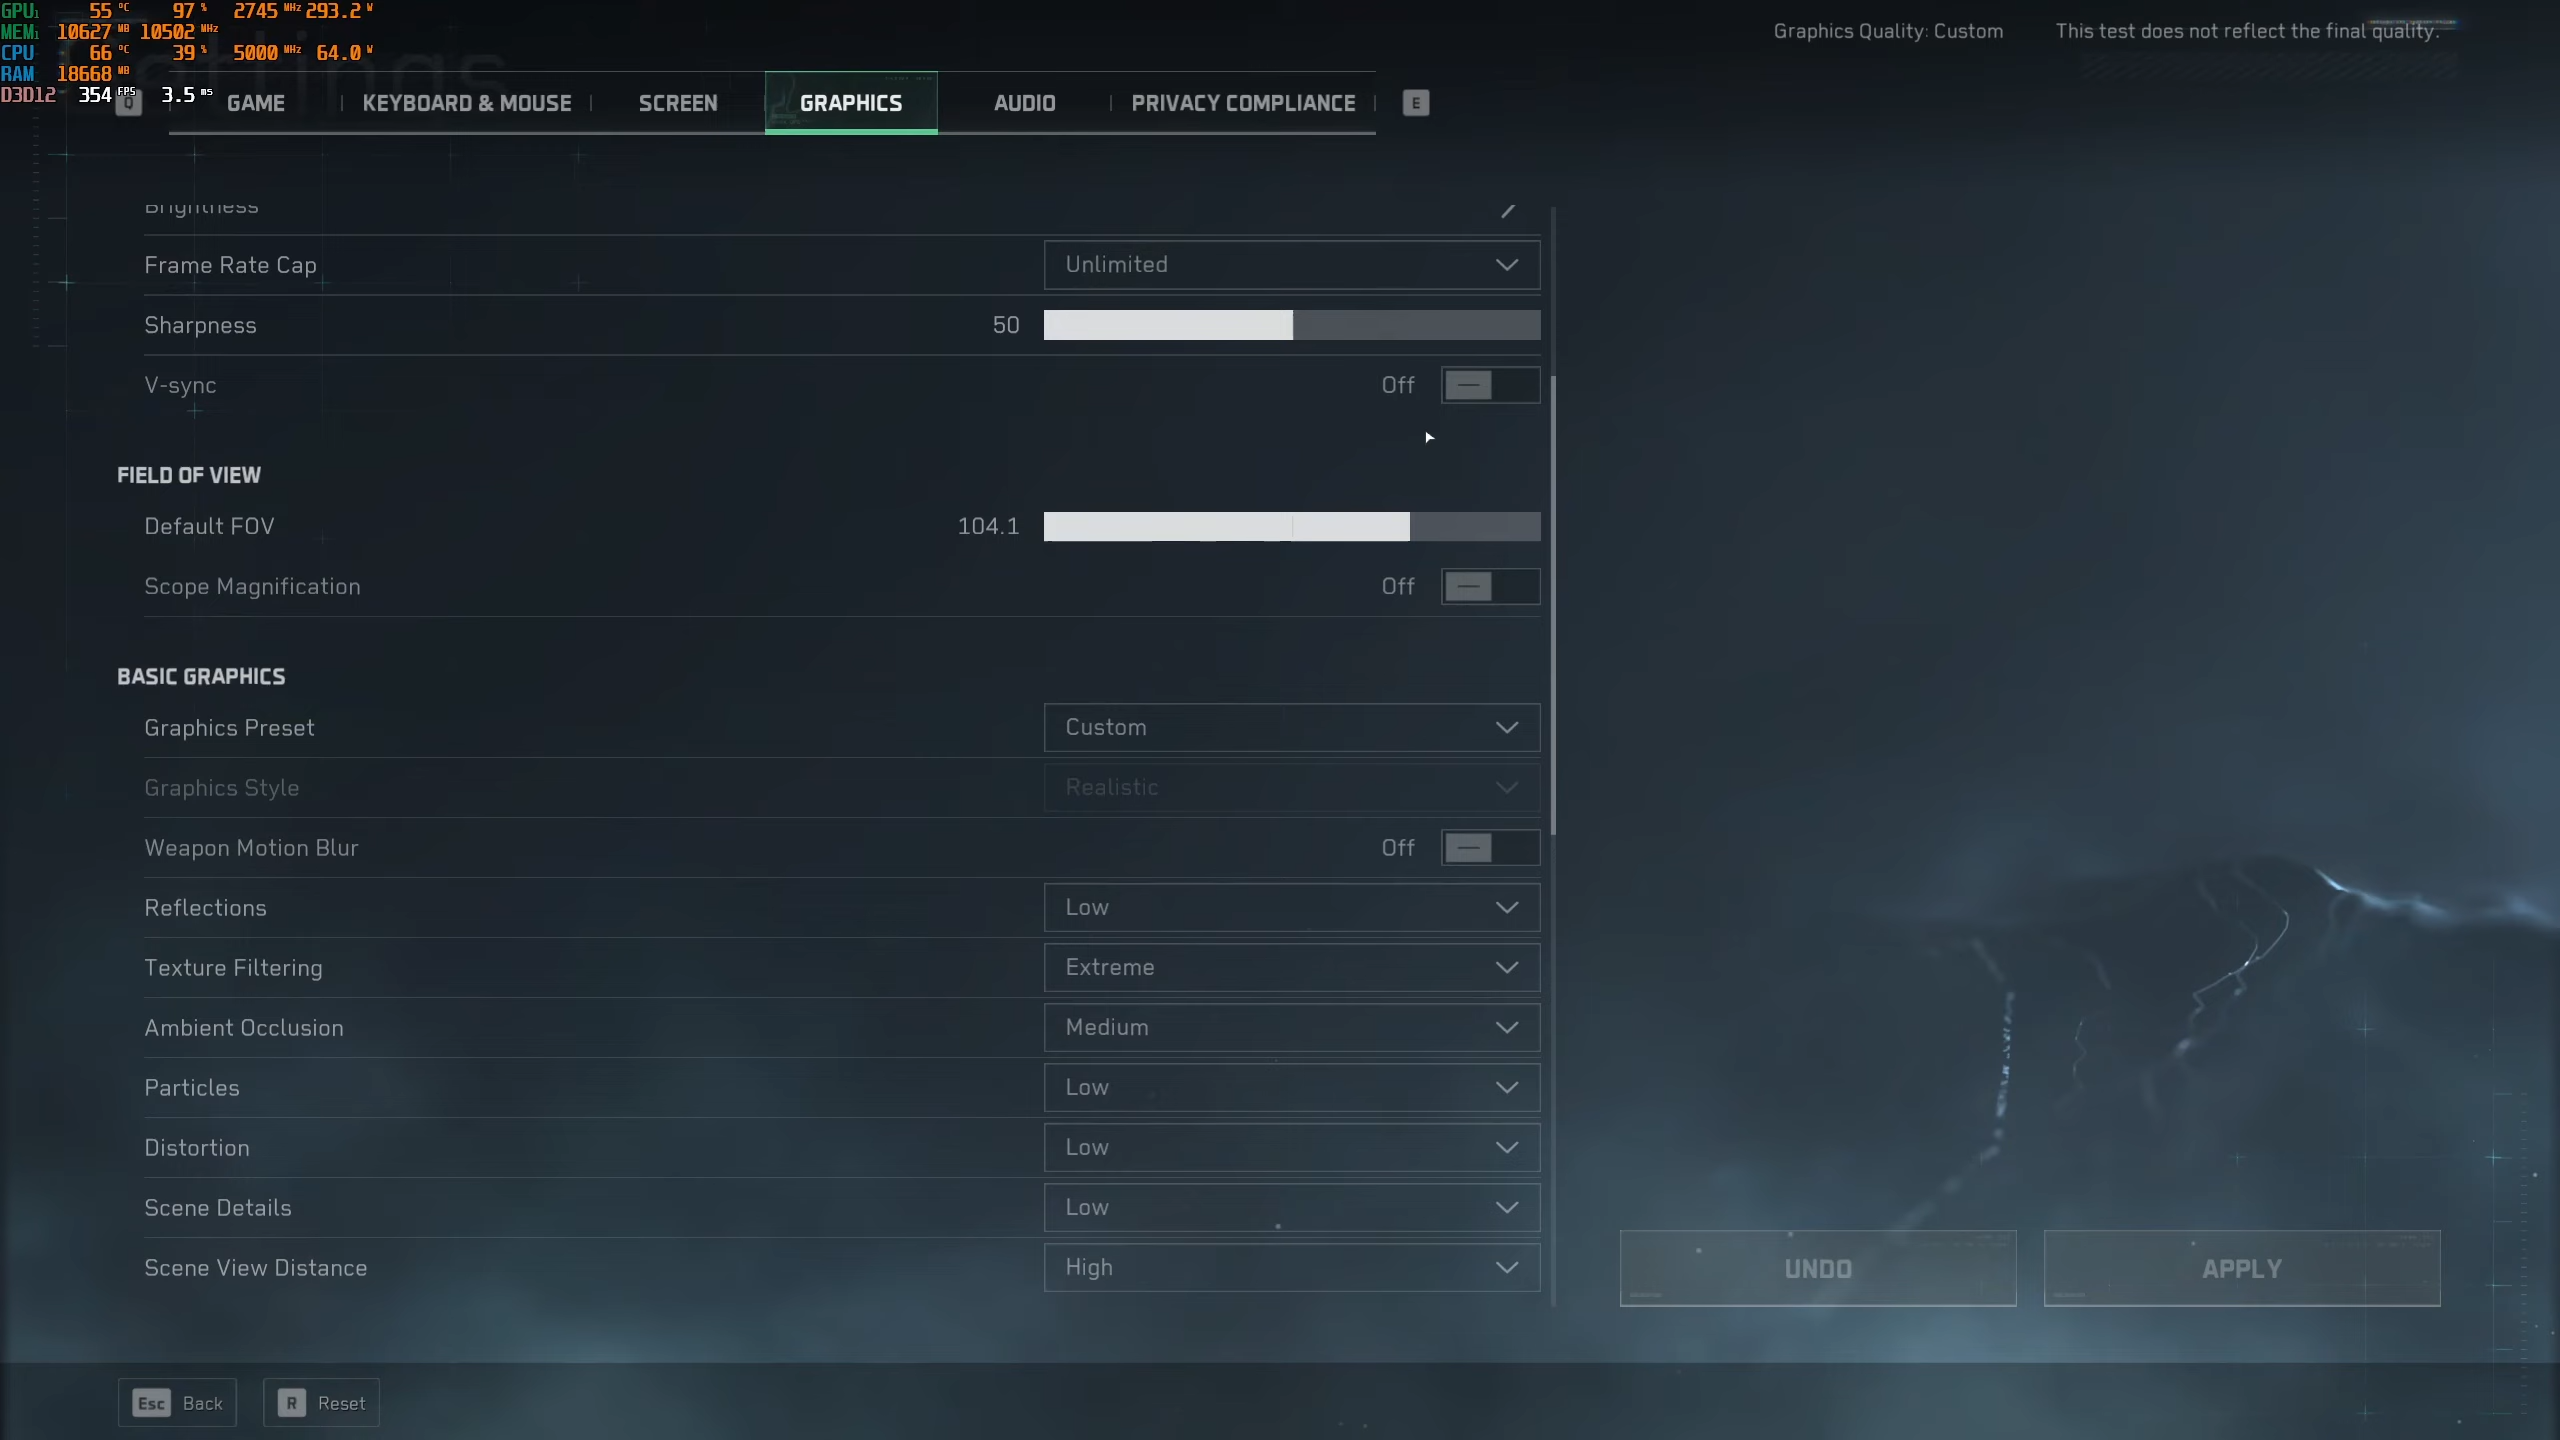 GPU1 55 °C 97 % 2745 MHz 293.2 W
MEM1 10627 MB 10502 MHz
CPU 66 °C 39 % 5000 MHz 64.0 W
RAM 18668 MB
D3D12 354 FPS 3.5 ms
Graphics Quality: Custom This test does not reflect the final quality.
Settings
Q GAME KEYBOARD & MOUSE SCREEN GRAPHICS AUDIO PRIVACY COMPLIANCE E
Brightness
Frame Rate Cap Unlimited
Sharpness 50
V-sync Off
FIELD OF VIEW
Default FOV 104.1
Scope Magnification Off
BASIC GRAPHICS
Graphics Preset Custom
Graphics Style Realistic
Weapon Motion Blur Off
Reflections Low
Texture Filtering Extreme
Ambient Occlusion Medium
Particles Low
Distortion Low
Scene Details Low
Scene View Distance High
UNDO APPLY
Esc Back R Reset